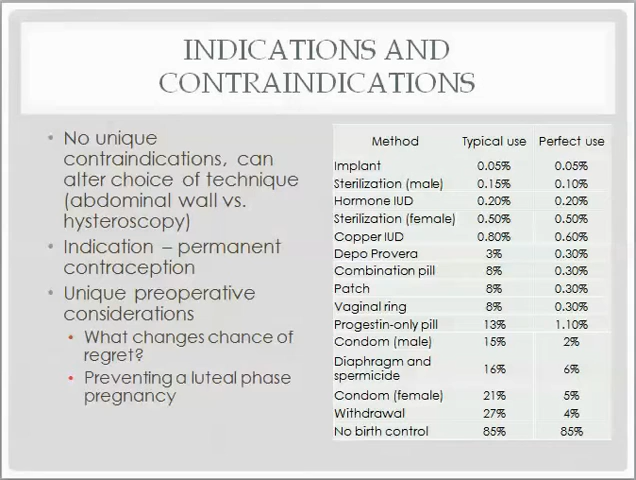 INDICATIONS AND
CONTRAINDICATIONS
• No unique
contraindications, can
alter choice of technique
(abdominal wall vs.
hysteroscopy)
• Indication – permanent
contraception
• Unique preoperative
considerations
• What changes chance of
regret?
• Preventing a luteal phase
pregnancy
Method Typical use Perfect use
Implant 0.05% 0.05%
Sterilization (male) 0.15% 0.10%
Hormone IUD 0.20% 0.20%
Sterilization (female) 0.50% 0.50%
Copper IUD 0.80% 0.60%
Depo Provera 3% 0.30%
Combination pill 8% 0.30%
Patch 8% 0.30%
Vaginal ring 8% 0.30%
Progestin-only pill 13% 1.10%
Condom (male) 15% 2%
Diaphragm and
spermicide 16% 6%
Condom (female) 21% 5%
Withdrawal 27% 4%
No birth control 85% 85%